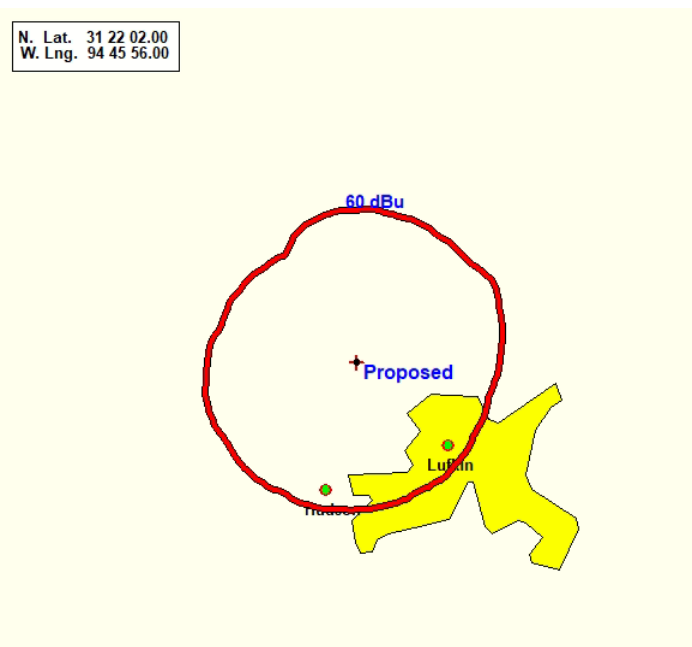 N. Lat. 31 22 02.00
W. Lng. 94 45 56.00
60 dBu
Proposed
Lufkin